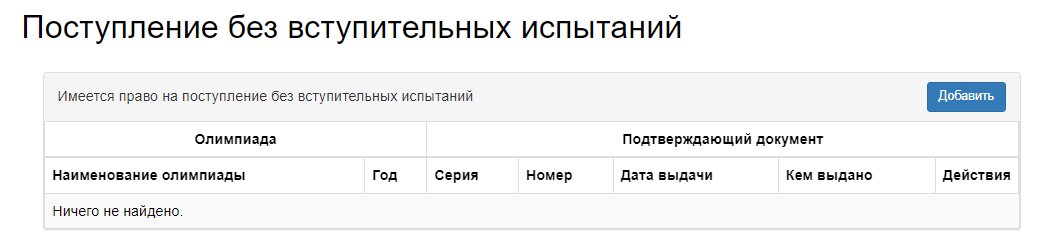 Поступление без вступительных испытаний
Имеется право на поступление без вступительных испытаний Добавить
Олимпиада Подтверждающий документ
Наименование олимпиады Год Серия Номер Дата выдачи Кем выдано Действия
Ничего не найдено.